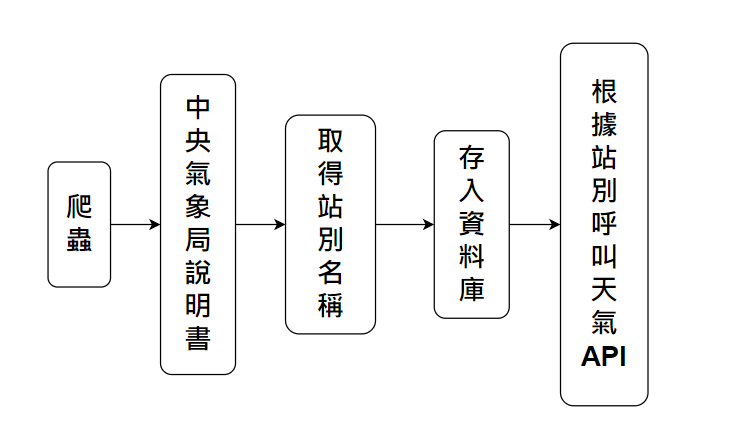 爬蟲
中央氣象局說明書
取得站別名稱
存入資料庫
根據站別呼叫天氣API